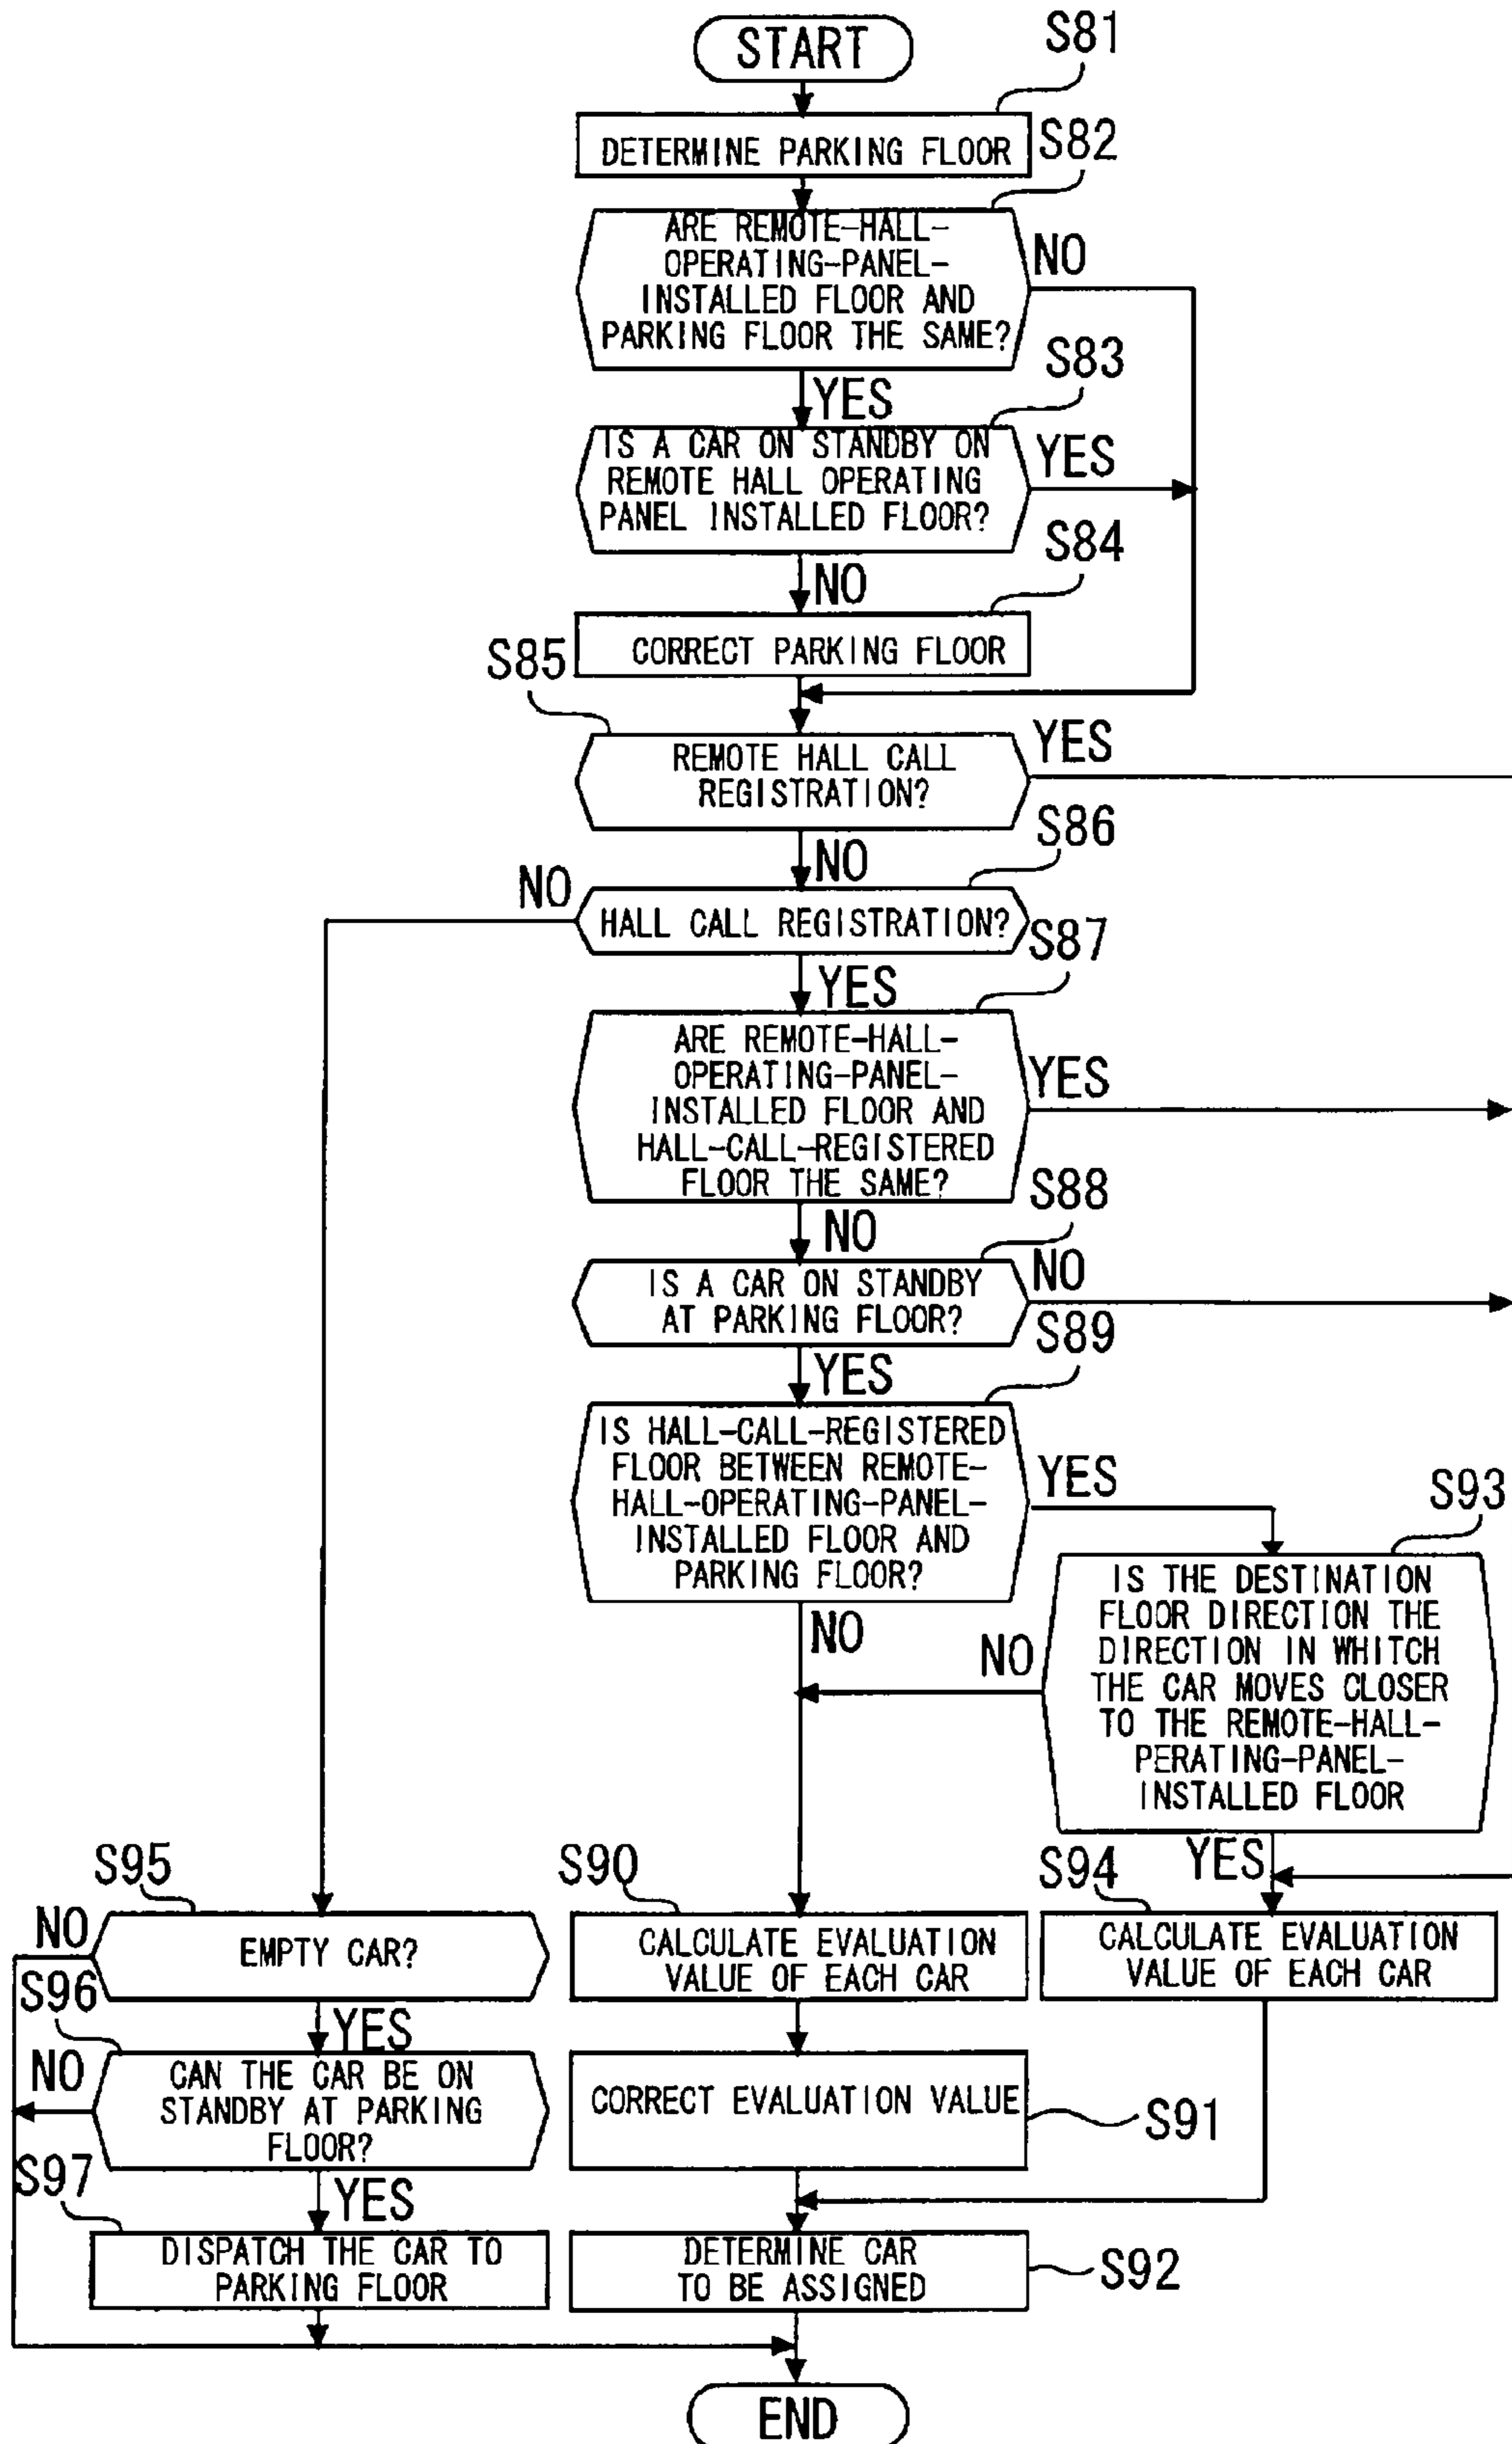 START
S81
DETERMINE PARKING FLOOR
S82
ARE REMOTE-HALL-
OPERATING-PANEL-
INSTALLED FLOOR AND
PARKING FLOOR THE SAME?
NO
YES
S83
IS A CAR ON STANDBY ON
REMOTE HALL OPERATING
PANEL INSTALLED FLOOR?
YES
NO
S84
CORRECT PARKING FLOOR
S85
REMOTE HALL CALL
REGISTRATION?
YES
NO
S86
HALL CALL REGISTRATION?
NO
YES
S87
ARE REMOTE-HALL-
OPERATING-PANEL-
INSTALLED FLOOR AND
HALL-CALL-REGISTERED
FLOOR THE SAME?
YES
NO
S88
IS A CAR ON STANDBY
AT PARKING FLOOR?
NO
YES
S89
IS HALL-CALL-REGISTERED
FLOOR BETWEEN REMOTE-
HALL-OPERATING-PANEL-
INSTALLED FLOOR AND
PARKING FLOOR?
YES
NO
S93
IS THE DESTINATION
FLOOR DIRECTION THE
DIRECTION IN WHITCH
THE CAR MOVES CLOSER
TO THE REMOTE-HALL-
PERATING-PANEL-
INSTALLED FLOOR
NO
YES
S95
EMPTY CAR?
NO
YES
S96
CAN THE CAR BE ON
STANDBY AT PARKING
FLOOR?
NO
YES
S97
DISPATCH THE CAR TO
PARKING FLOOR
S90
CALCULATE EVALUATION
VALUE OF EACH CAR
S94
CALCULATE EVALUATION
VALUE OF EACH CAR
CORRECT EVALUATION VALUE
S91
DETERMINE CAR
TO BE ASSIGNED
S92
END